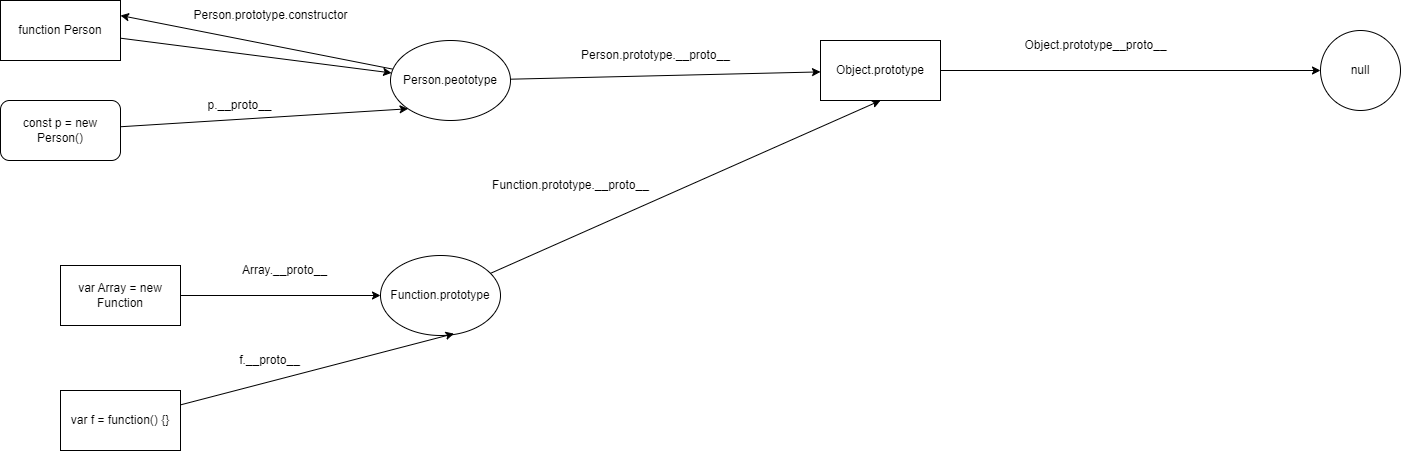 Person.prototype.constructor
function Person
Person.prototype.__proto__
Object.prototype__proto__
Person.peototype
Object.prototype
null
p.__proto__
const p = new
Person()
Function.prototype.__proto__
Array.__proto__
var Array = new
Function
Function.prototype
f.__proto__
var f = function() {}